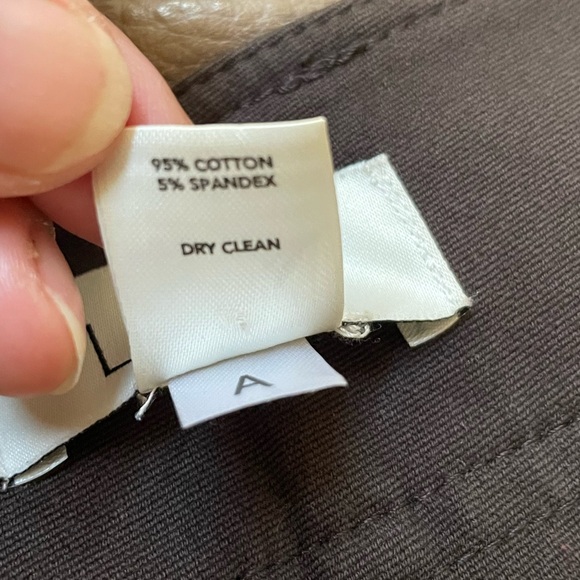 95% COTTON
5% SPANDEX
DRY CLEAN
L
A